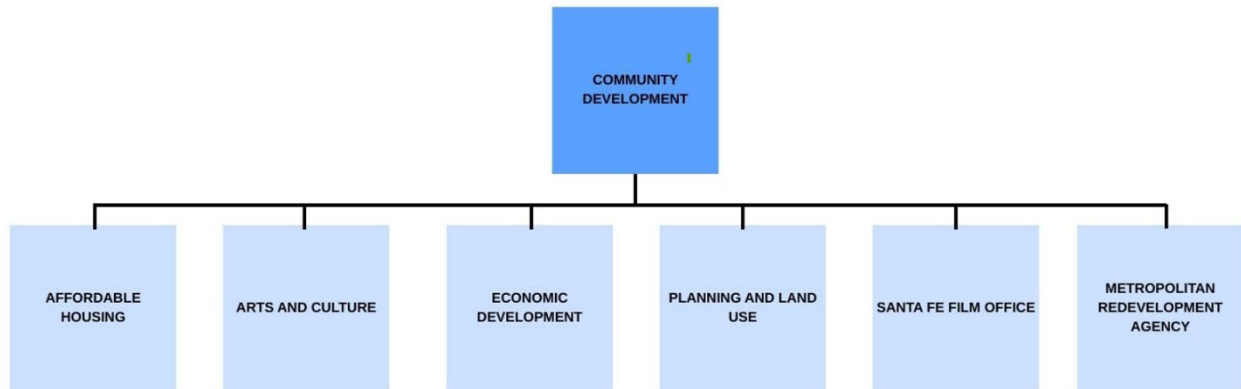 COMMUNITY
DEVELOPMENT
AFFORDABLE
HOUSING
ARTS AND CULTURE
ECONOMIC
DEVELOPMENT
PLANNING AND LAND
USE
SANTA FE FILM OFFICE
METROPOLITAN
REDEVELOPMENT
AGENCY